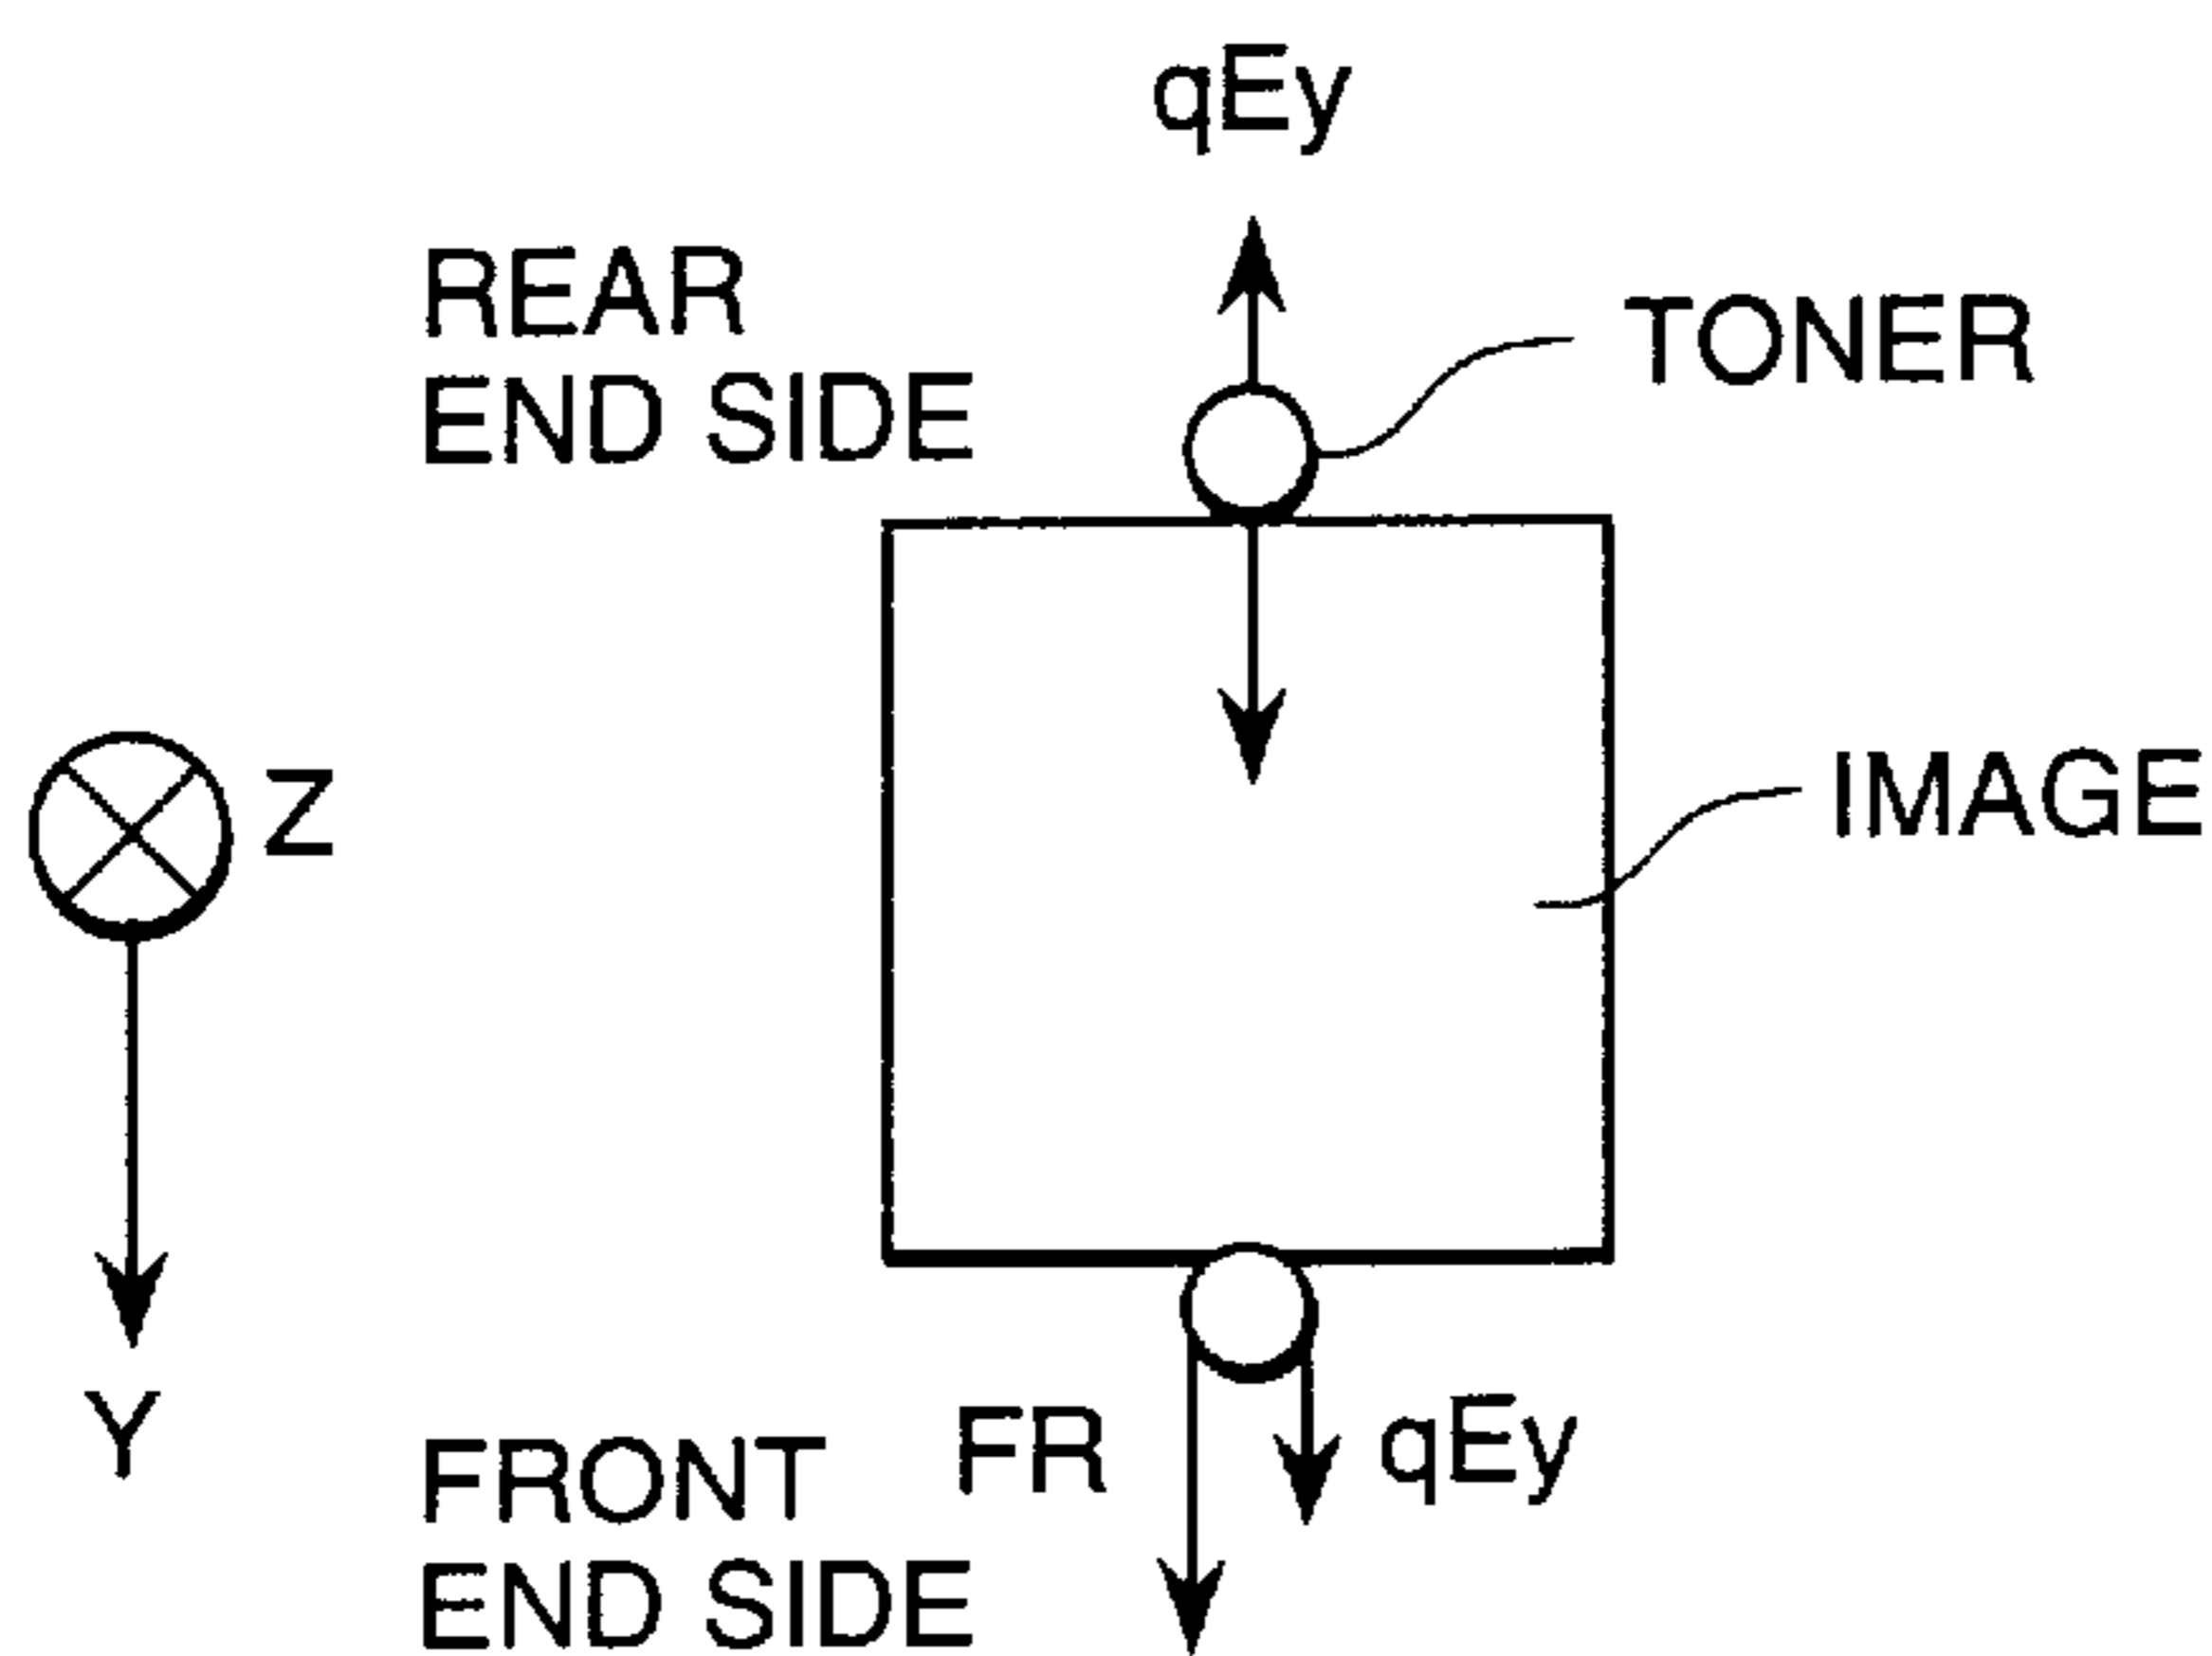 qEy
REAR
END SIDE
TONER
Z
IMAGE
Y
FRONT
END SIDE
FR
qEy